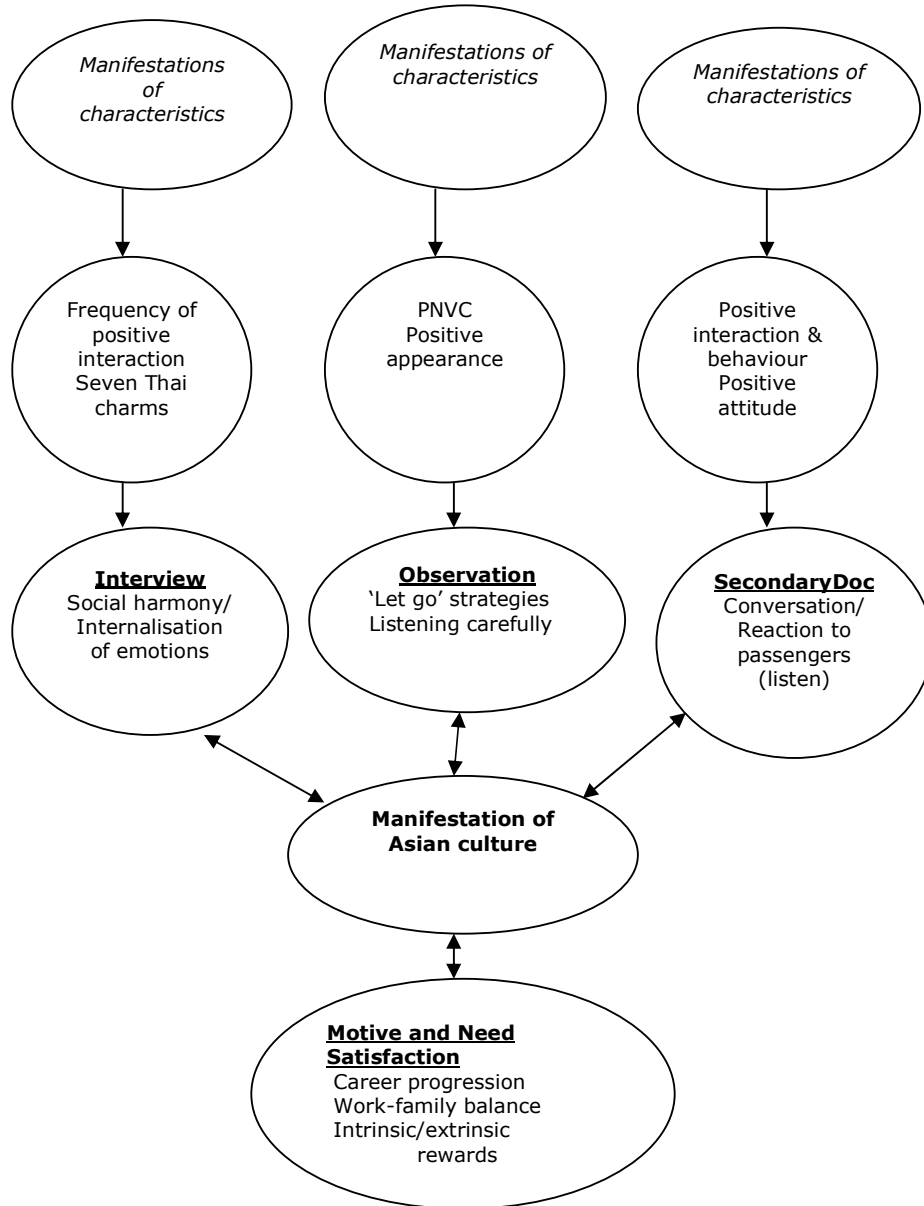 Manifestations
of
characteristics
Manifestations of
characteristics
Manifestations of
characteristics
Frequency of
positive
interaction
Seven Thai
charms
PNVC
Positive
appearance
Positive
interaction &
behaviour
Positive
attitude
Interview
Social harmony/
Internalisation
of emotions
Observation
‘Let go’ strategies
Listening carefully
SecondaryDoc
Conversation/
Reaction to
passengers
(listen)
Manifestation of
Asian culture
Motive and Need
Satisfaction
Career progression
Work-family balance
Intrinsic/extrinsic
rewards